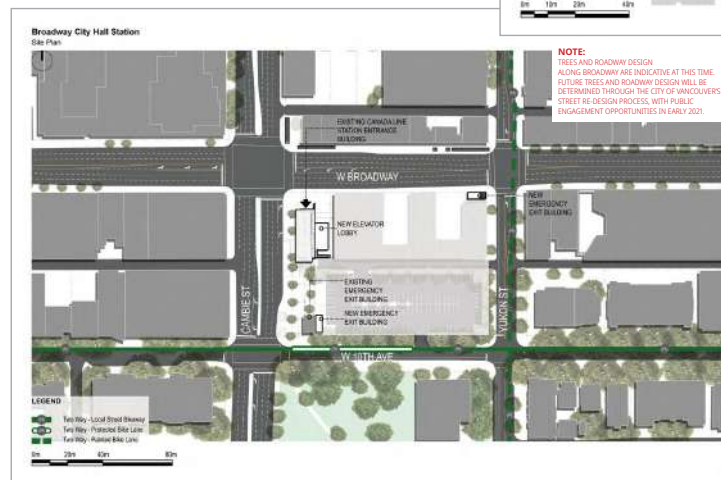 0m 10m 20m 40m
Broadway City Hall Station
Site Plan
NOTE:
TREES AND ROADWAY DESIGN
ALONG BROADWAY ARE INDICATIVE AT THIS TIME.
FUTURE TREES AND ROADWAY DESIGN WILL BE
DETERMINED THROUGH THE CITY OF VANCOUVER'S
STREET RE-DESIGN PROCESS, WITH PUBLIC
ENGAGEMENT OPPORTUNITIES IN EARLY 2021.
EXISTING CANADA LINE
STATION ENTRANCE
BUILDING
W BROADWAY
NEW
EMERGENCY
EXIT BUILDING
NEW ELEVATOR
LOBBY
EXISTING
EMERGENCY
EXIT BUILDING
NEW EMERGENCY
EXIT BUILDING
CAMBIE ST
YUKON ST
W 10TH AVE
LEGEND
Two Way - Local Street Bikeway
Two Way - Protected Bike Lane
Two Way - Painted Bike Lane
0m 20m 40m 80m